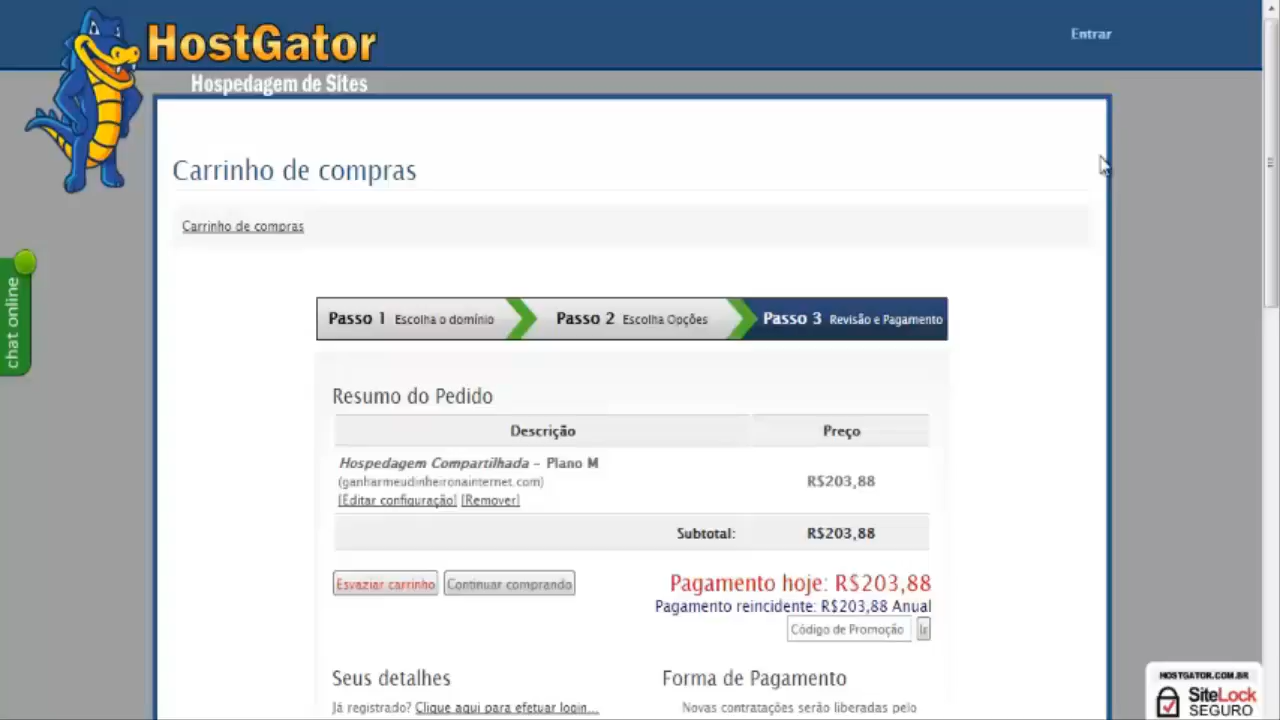 HostGator
Entrar
Hospedagem de Sites
Carrinho de compras
Carrinho de compras
chat online
Passo 1 Escolha o domínio
Passo 2 Escolha Opções
Passo 3 Revisão e Pagamento
Resumo do Pedido
Descrição
Preço
Hospedagem Compartilhada - Plano M
(ganharmeudinheironainternet.com)
R$203,88
[Editar configuração] [Remover]
Subtotal:
R$203,88
Esvaziar carrinho
Continuar comprando
Pagamento hoje: R$203,88
Pagamento reincidente: R$203,88 Anual
Código de Promoção
Ir
Seus detalhes
Forma de Pagamento
Já registrado? Clique aqui para efetuar login...
Novas contratações serão liberadas pelo
HOSTGATOR.COM.BR
SiteLock
SEGURO